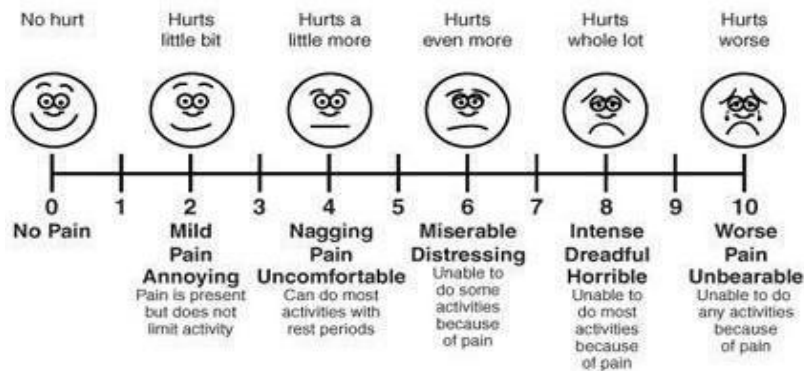 No hurt
Hurts
little bit
Hurts a
little more
Hurts
even more
Hurts
whole lot
Hurts
worse
0 1 2 3 4 5 6 7 8 9 10
No Pain
Mild
Pain
Annoying
Pain is present
but does not
limit activity
Nagging
Pain
Uncomfortable
Can do most
activities with
rest periods
Miserable
Distressing
Unable to
do some
activities
because
of pain
Intense
Dreadful
Horrible
Unable to
do most
activities
because
of pain
Worse
Pain
Unbearable
Unable to do
any activities
because of
pain